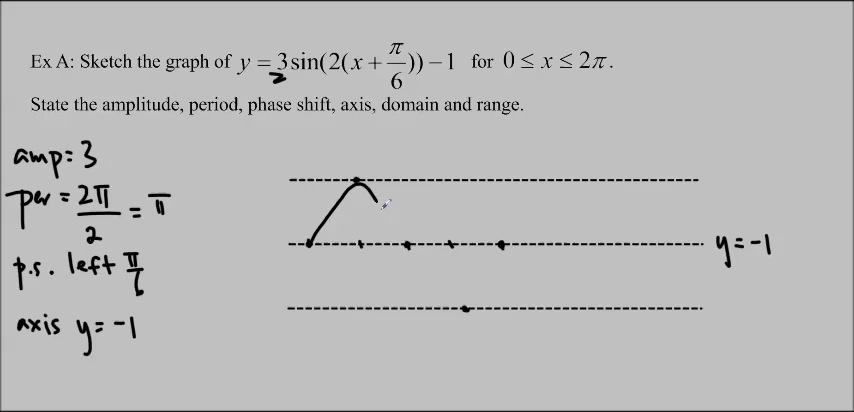 Ex A: Sketch the graph of y = 3sin(2(x + π/6)) − 1 for 0 ≤ x ≤ 2π.
State the amplitude, period, phase shift, axis, domain and range.
amp = 3
per = 2π/2 = π
p.s. left π/6
axis y = -1
y = -1